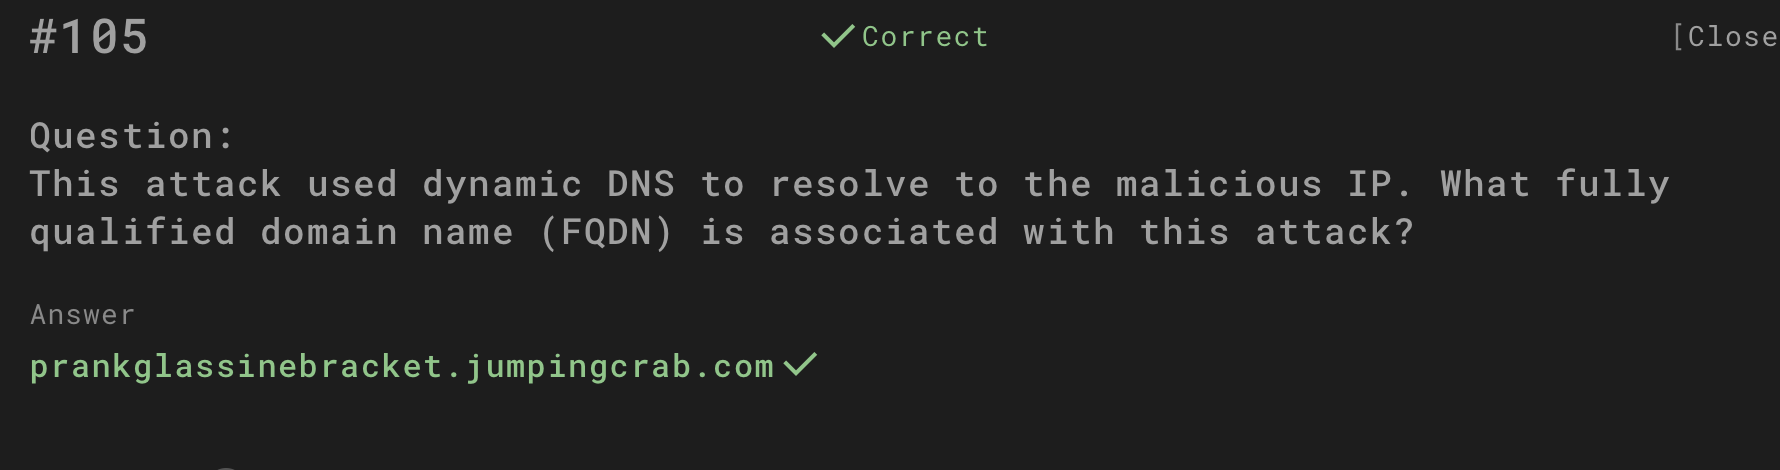 #105
Correct
[Close
Question:
This attack used dynamic DNS to resolve to the malicious IP. What fully
qualified domain name (FQDN) is associated with this attack?
Answer
prankglassinebracket.jumpingcrab.com